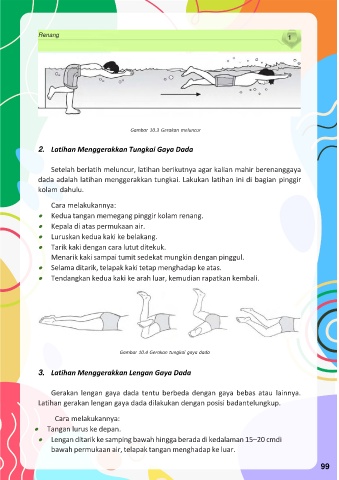 Renang
1
Gambar 10.3 Gerakan meluncur
2. Latihan Menggerakkan Tungkai Gaya Dada
Setelah berlatih meluncur, latihan berikutnya agar kalian mahir berenanggaya
dada adalah latihan menggerakkan tungkai. Lakukan latihan ini di bagian pinggir
kolam dahulu.
Cara melakukannya:
● Kedua tangan memegang pinggir kolam renang.
● Kepala di atas permukaan air.
● Luruskan kedua kaki ke belakang.
● Tarik kaki dengan cara lutut ditekuk.
Menarik kaki sampai tumit sedekat mungkin dengan pinggul.
● Selama ditarik, telapak kaki tetap menghadap ke atas.
● Tendangkan kedua kaki ke arah luar, kemudian rapatkan kembali.
Gambar 10.4 Gerakan tungkai gaya dada
3. Latihan Menggerakkan Lengan Gaya Dada
Gerakan lengan gaya dada tentu berbeda dengan gaya bebas atau lainnya.
Latihan gerakan lengan gaya dada dilakukan dengan posisi badantelungkup.
Cara melakukannya:
● Tangan lurus ke depan.
● Lengan ditarik ke samping bawah hingga berada di kedalaman 15–20 cmdi
bawah permukaan air, telapak tangan menghadap ke luar.
99